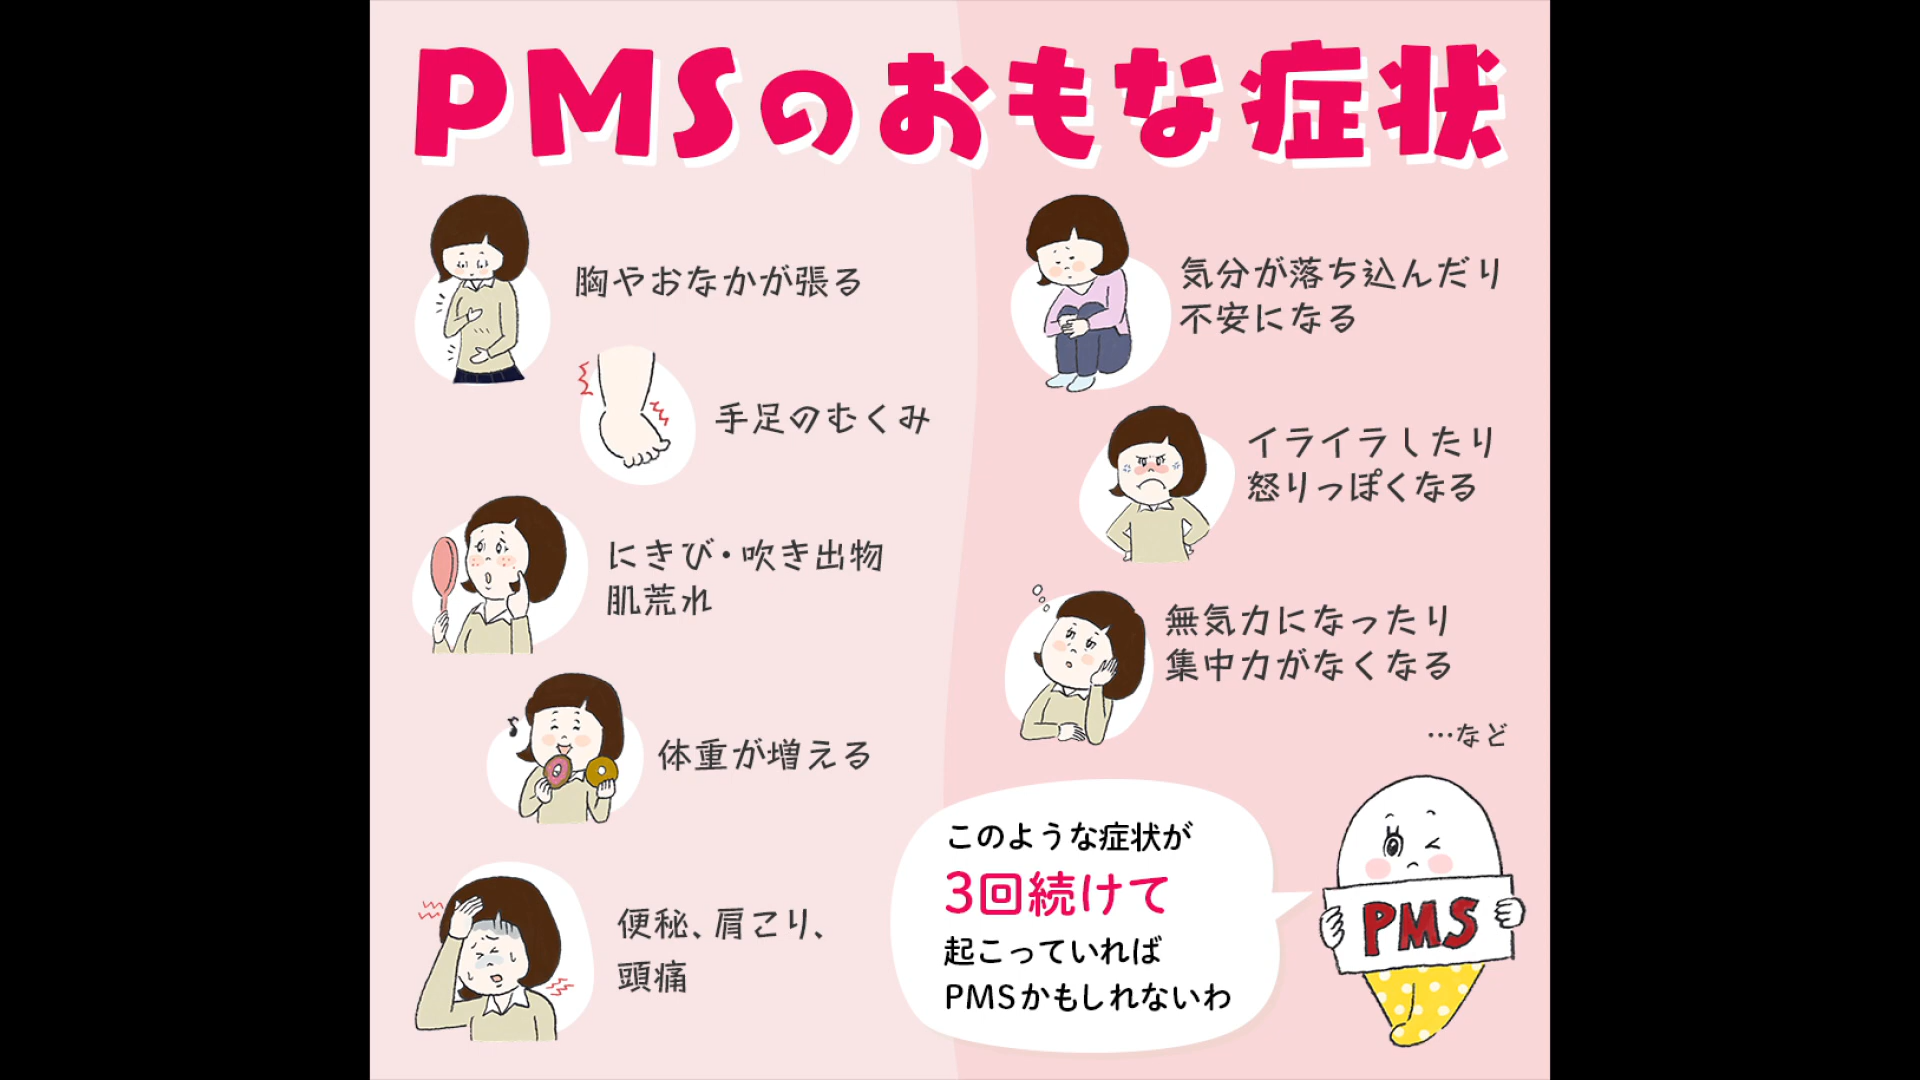 PMSのおもな症状
胸やおなかが張る
手足のむくみ
にきび・吹き出物
肌荒れ
体重が増える
便秘、肩こり、
頭痛
気分が落ち込んだり
不安になる
イライラしたり
怒りっぽくなる
無気力になったり
集中力がなくなる
…など
このような症状が
3回続けて
起こっていれば
PMSかもしれないわ
PMS